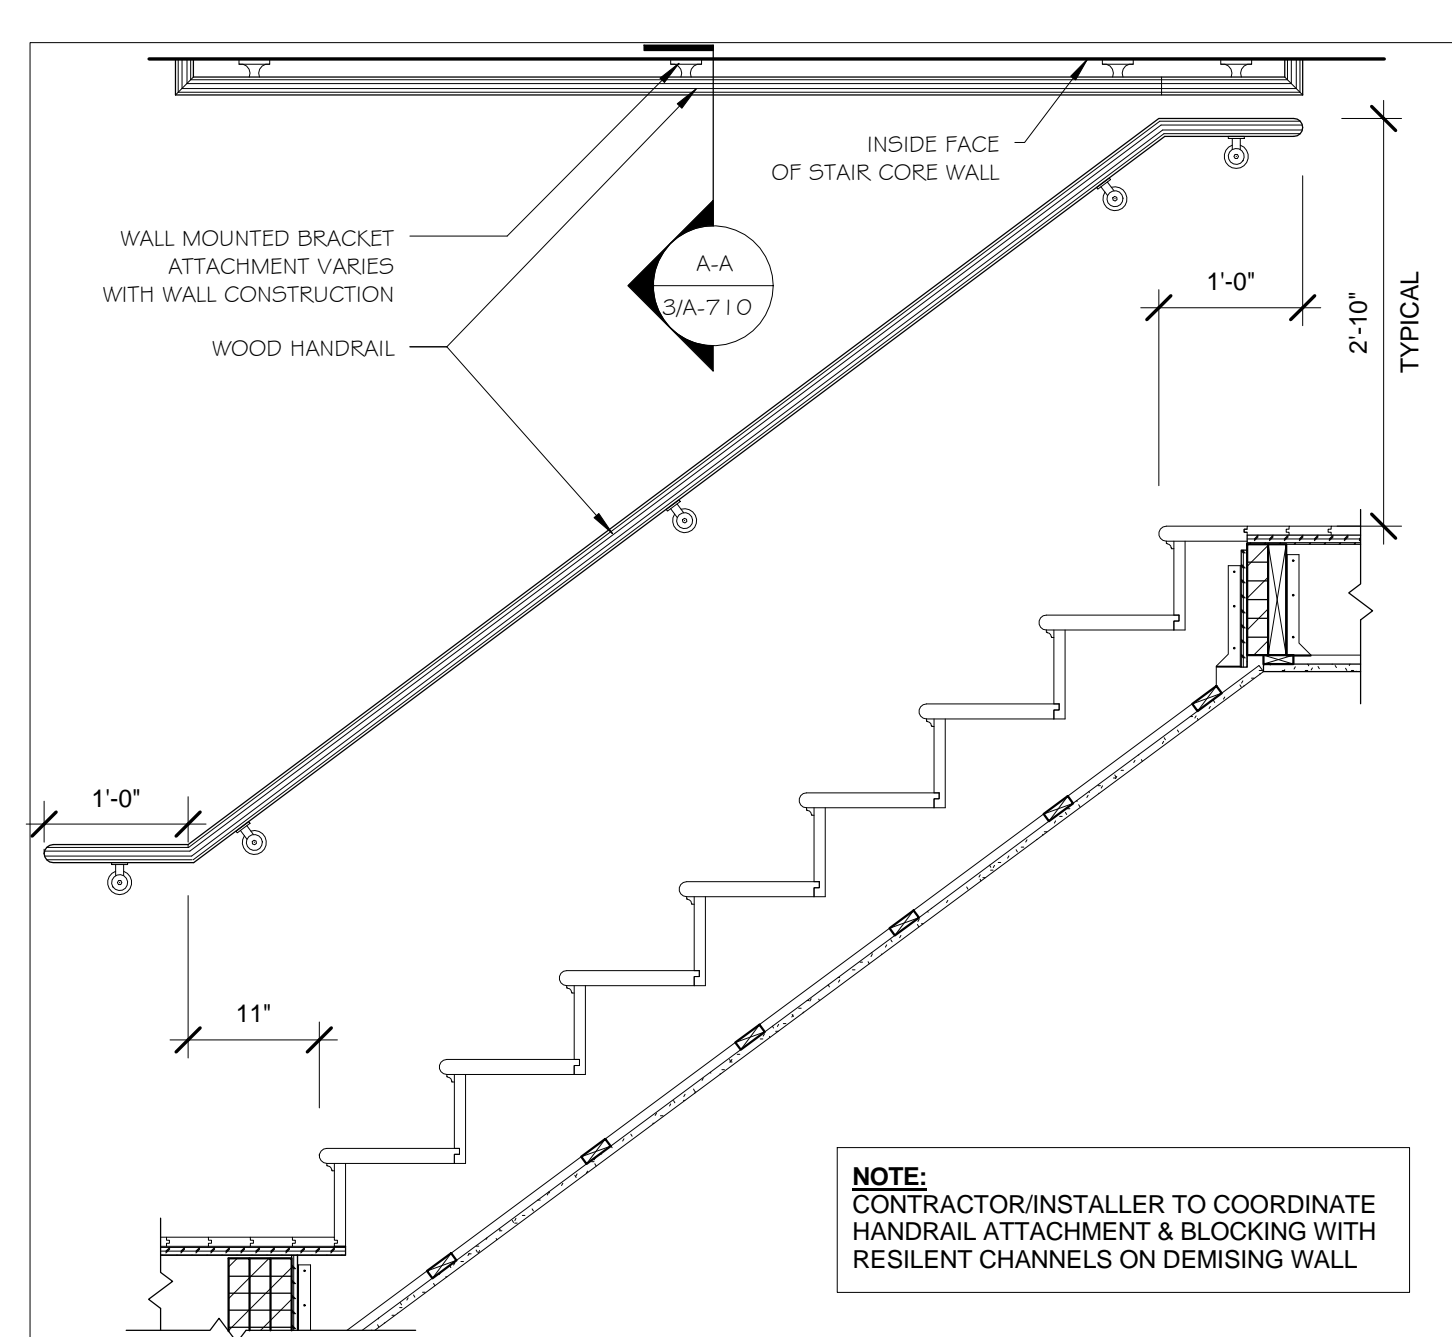 INSIDE FACE
OF STAIR CORE WALL
WALL MOUNTED BRACKET
ATTACHMENT VARIES
WITH WALL CONSTRUCTION
A-A
3/A-710
1'-0"
2'-10"
TYPICAL
WOOD HANDRAIL
1'-0"
11"
NOTE:
CONTRACTOR/INSTALLER TO COORDINATE
HANDRAIL ATTACHMENT & BLOCKING WITH
RESILENT CHANNELS ON DEMISING WALL